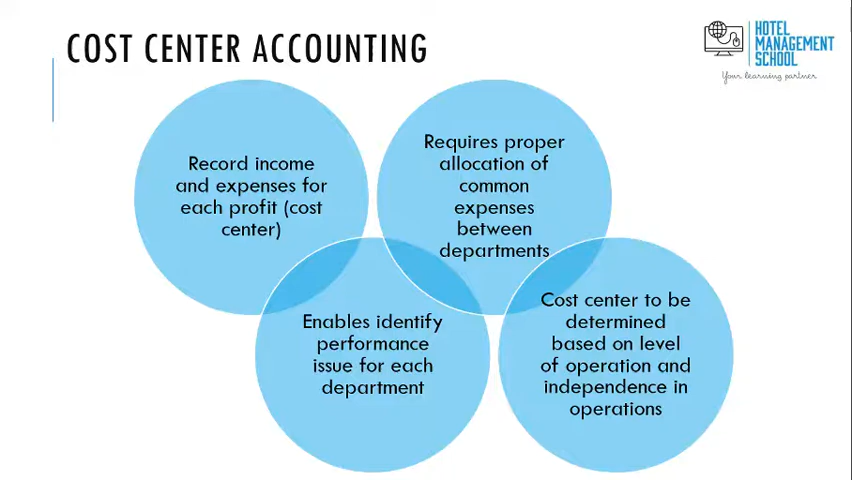 COST CENTER ACCOUNTING
HOTEL
MANAGEMENT
SCHOOL
Your learning partner
Record income
and expenses for
each profit (cost
center)
Enables identify
performance
issue for each
department
Requires proper
allocation of
common
expenses
between
departments
Cost center to be
determined
based on level
of operation and
independence in
operations